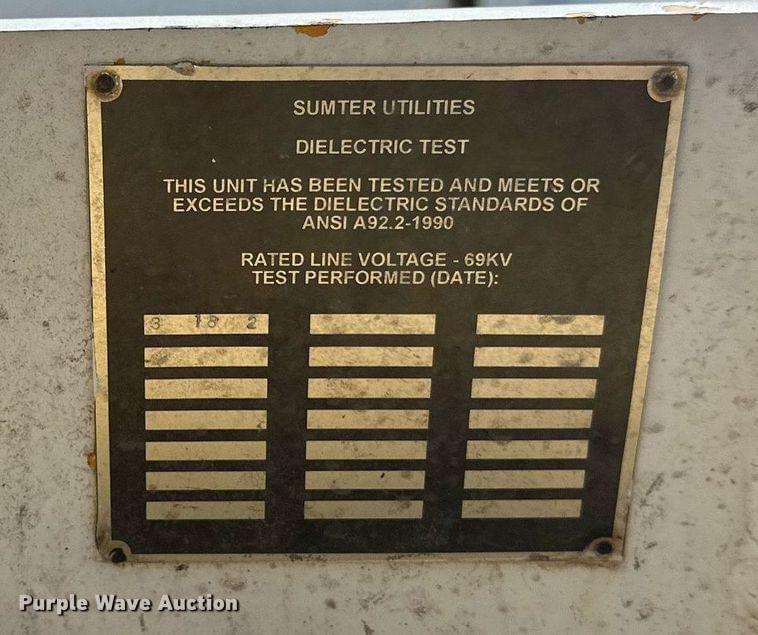 SUMTER UTILITIES
DIELECTRIC TEST
THIS UNIT HAS BEEN TESTED AND MEETS OR
EXCEEDS THE DIELECTRIC STANDARDS OF
ANSI A92.2-1990
RATED LINE VOLTAGE - 69KV
TEST PERFORMED (DATE):
3 18 2
Purple Wave Auction